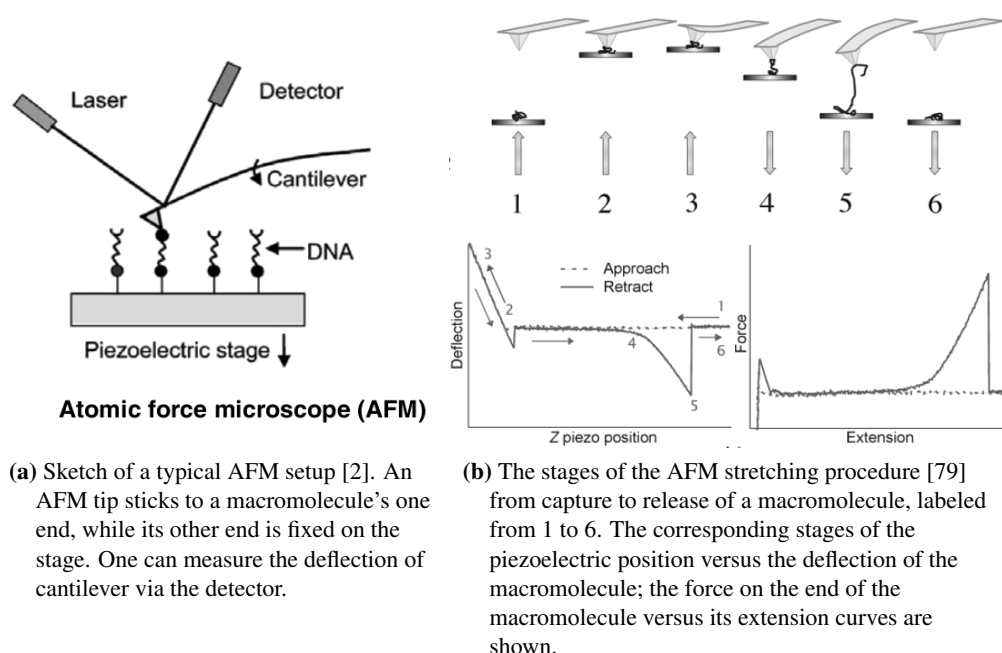 Laser
Detector
Cantilever
DNA
Piezoelectric stage
Atomic force microscope (AFM)
(a) Sketch of a typical AFM setup [2]. An
AFM tip sticks to a macromolecule's one
end, while its other end is fixed on the
stage. One can measure the deflection of
cantilever via the detector.
1 2 3 4 5 6
Deflection
3
2
Approach
Retract
1
4
6
5
Z piezo position
Force
Extension
(b) The stages of the AFM stretching procedure [79]
from capture to release of a macromolecule, labeled
from 1 to 6. The corresponding stages of the
piezoelectric position versus the deflection of the
macromolecule; the force on the end of the
macromolecule versus its extension curves are
shown.